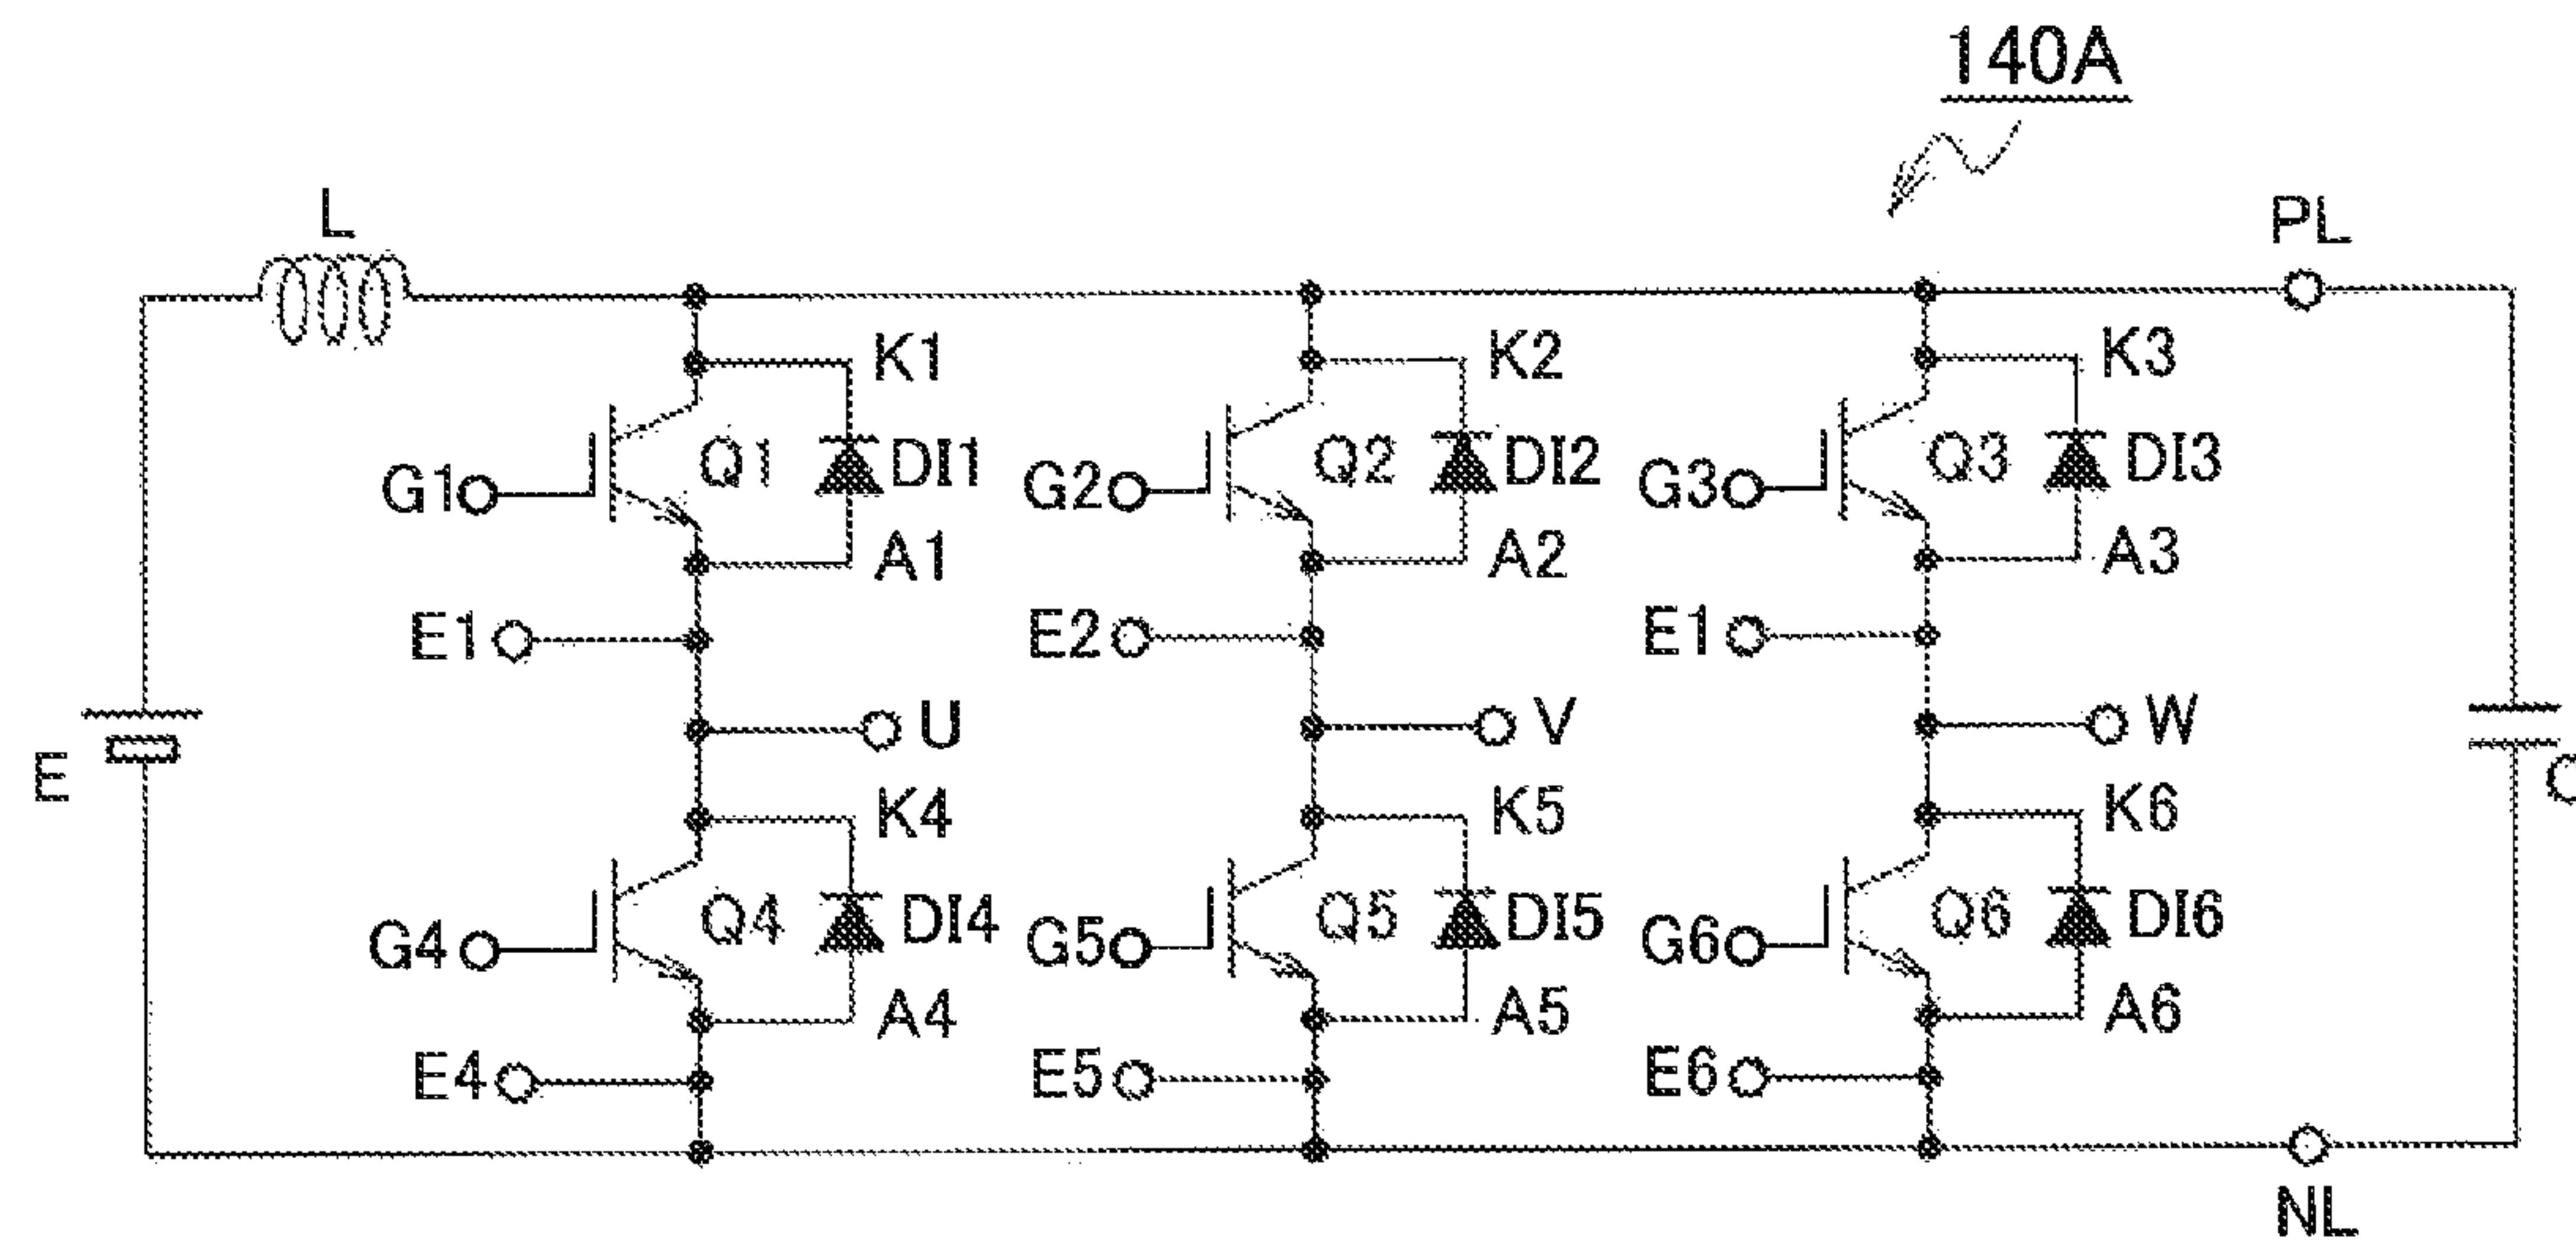 140A
L
PL
K1 K2 K3
Q1 DI1 Q2 DI2 Q3 DI3
G1 G2 G3
A1 A2 A3
E1 E2 E1
U V W
E C
K4 K5 K6
Q4 DI4 Q5 DI5 Q6 DI6
G4 G5 G6
A4 A5 A6
E4 E5 E6
NL